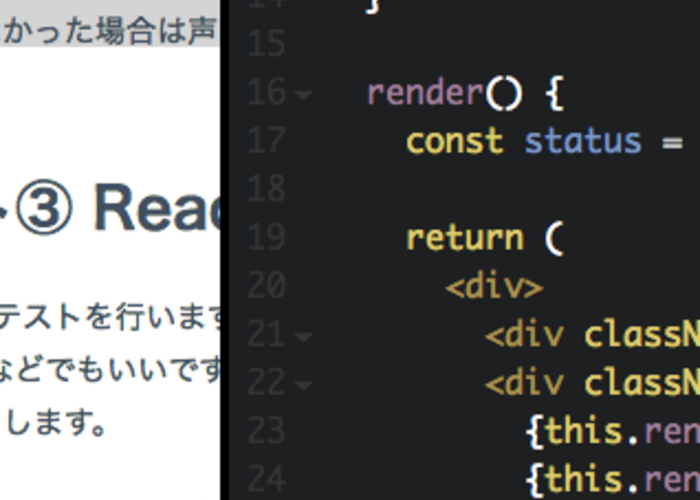 かった場合は声
③ Reac
テストを行います
などでもいいです
します。
14 }
15
16 render() {
17 const status =
18
19 return (
20 <div>
21 <div classN
22 <div classN
23 {this.ren
24 {this.ren